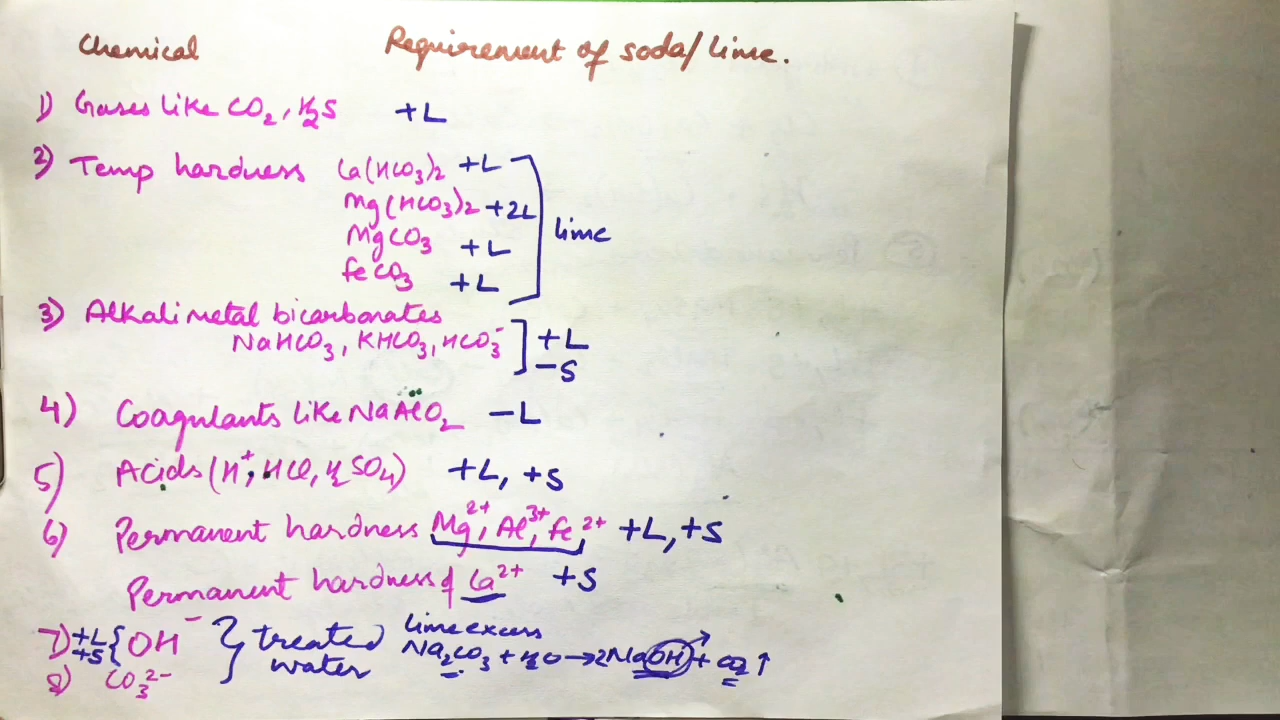 Chemical Requirement of soda/lime.
1) Gases like CO2, H2S +L
2) Temp hardness Ca(HCO3)2 +L
Mg(HCO3)2 +2L
MgCO3 +L
FeCO3 +L
lime
3) Alkali metal bicarbonates
NaHCO3, KHCO3, HCO3⁻ +L
-S
4) Coagulants like NaAlO2 -L
5) Acids (H⁺, HCl, H2SO4) +L, +S
6) Permanent hardness Mg²⁺, Al³⁺, Fe²⁺ +L, +S
Permanent hardness of Ca²⁺ +S
7) +L +S { OH⁻ } treated water lime excess
8) CO3²⁻ Na2CO3 + H2O → 2NaOH + CO2 ↑